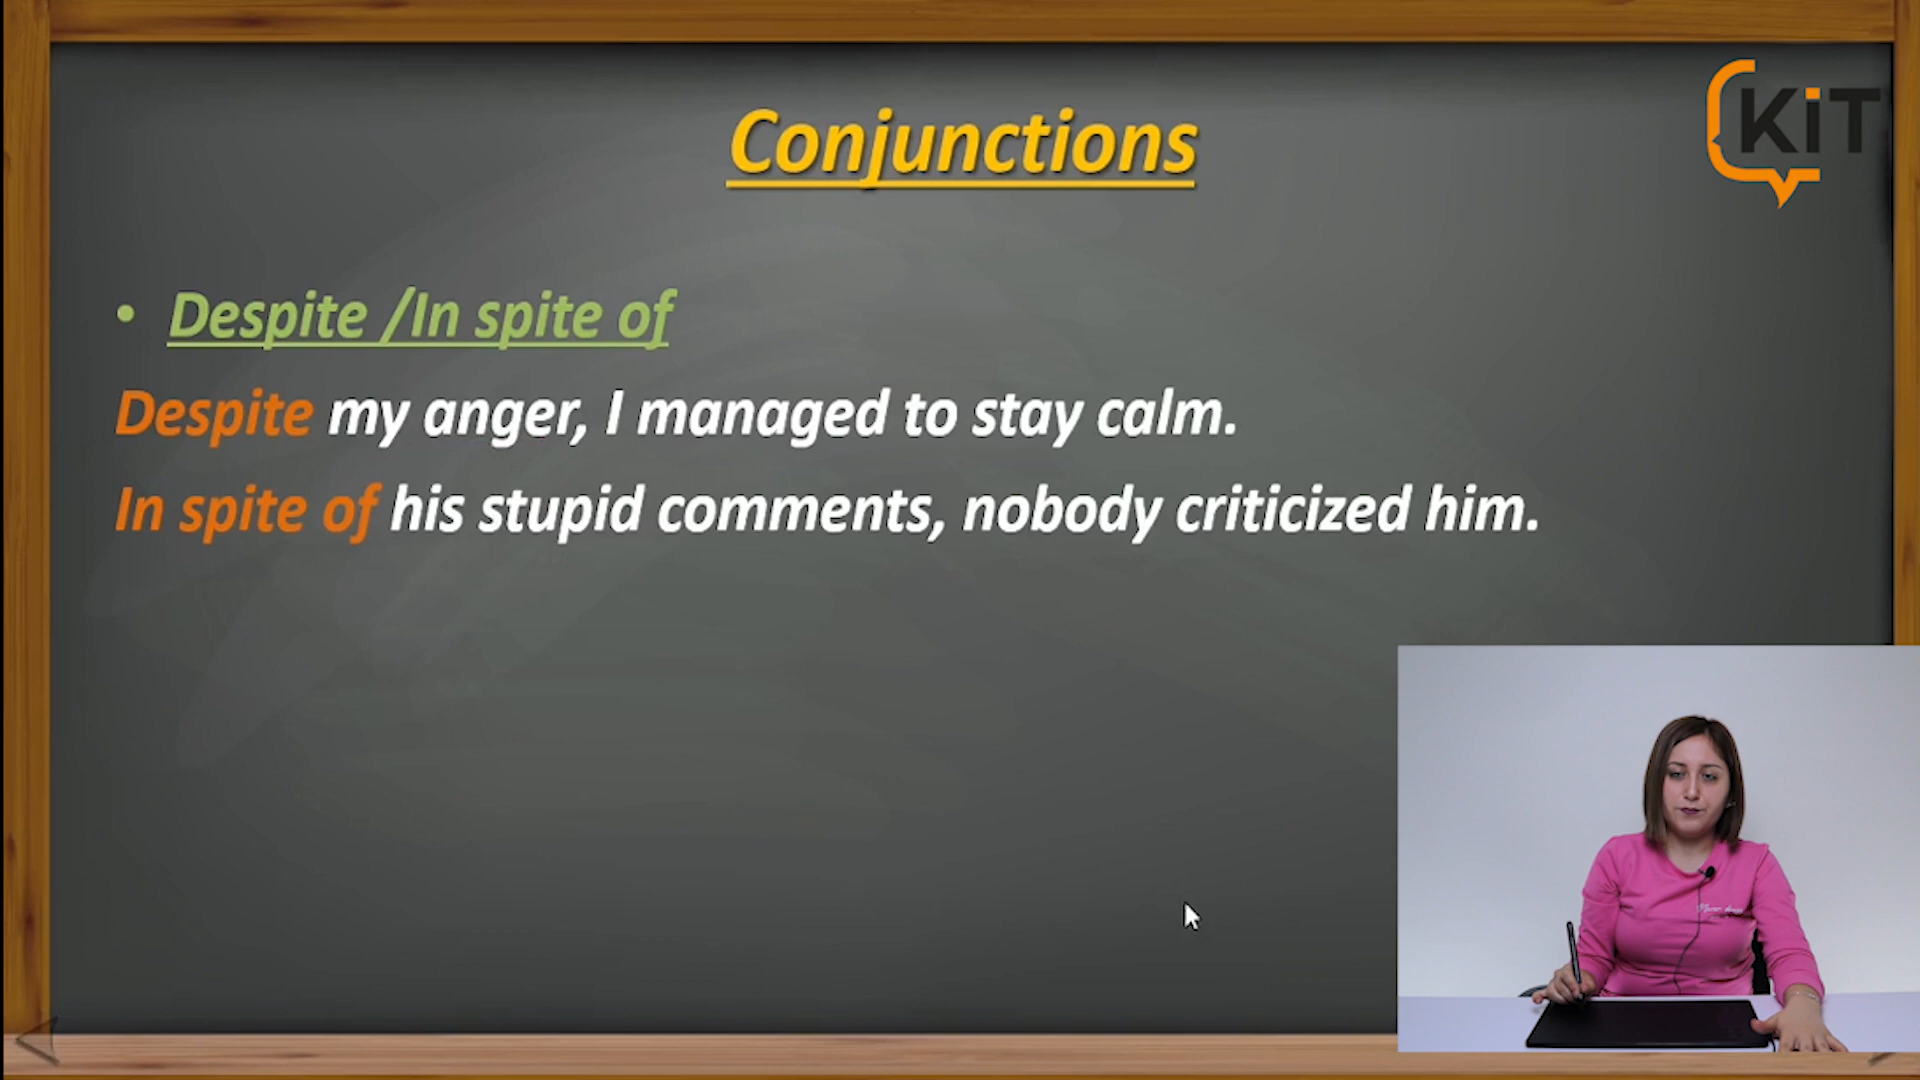 Conjunctions
KiT
• Despite /In spite of
Despite my anger, I managed to stay calm.
In spite of his stupid comments, nobody criticized him.